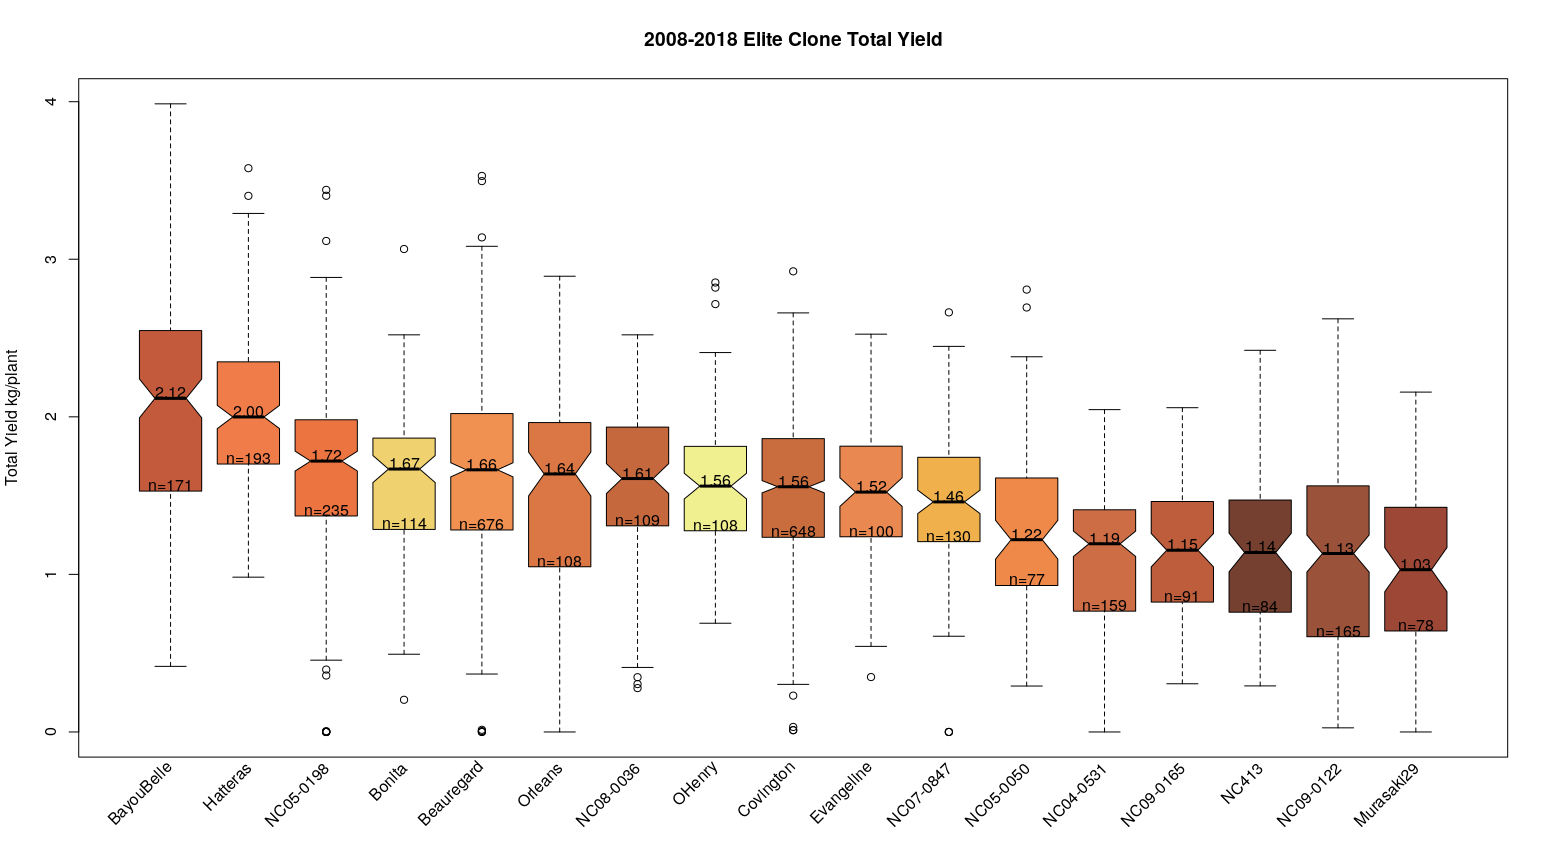 2008-2018 Elite Clone Total Yield
Total Yield kg/plant
4
3
2
1
0
2.12
n=171
2.00
n=193
1.72
n=235
1.67
n=114
1.66
n=676
1.64
n=108
1.61
n=109
1.56
n=108
1.56
n=648
1.52
n=100
1.46
n=130
1.22
n=77
1.19
n=159
1.15
n=91
1.14
n=84
1.13
n=165
1.03
n=78
BayouBelle
Hatteras
NC05-0198
Bonita
Beauregard
Orleans
NC08-0036
OHenry
Covington
Evangeline
NC07-0847
NC05-0050
NC04-0531
NC09-0165
NC413
NC09-0122
Murasaki29